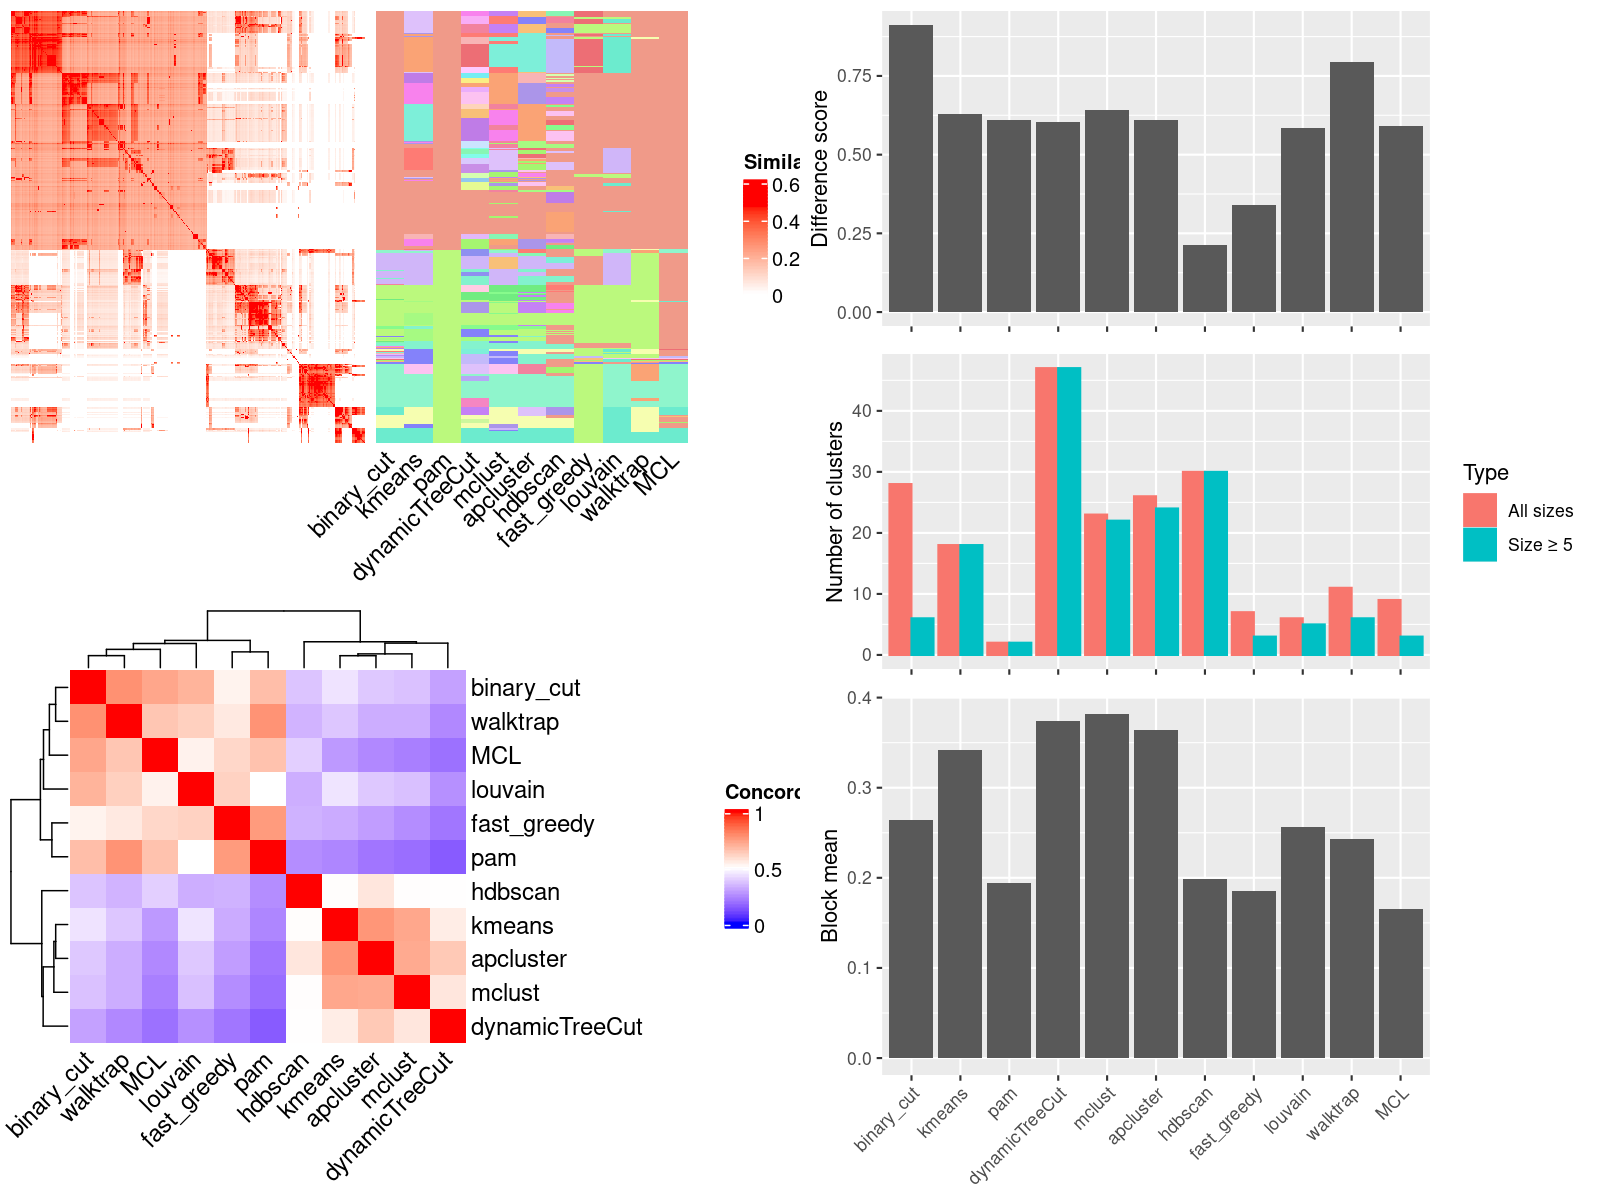 Simila
0.6
0.4
0.2
0
binary_cut
kmeans
pam
dynamicTreeCut
mclust
apcluster
hdbscan
fast_greedy
louvain
walktrap
MCL
Difference score
0.75
0.50
0.25
0.00
Number of clusters
40
30
20
10
0
Type
All sizes
Size ≥ 5
Block mean
0.4
0.3
0.2
0.1
0.0
binary_cut
kmeans
pam
dynamicTreeCut
mclust
apcluster
hdbscan
fast_greedy
louvain
walktrap
MCL
binary_cut
walktrap
MCL
louvain
fast_greedy
pam
hdbscan
kmeans
apcluster
mclust
dynamicTreeCut
binary_cut
walktrap
MCL
louvain
fast_greedy
pam
hdbscan
kmeans
apcluster
mclust
dynamicTreeCut
Concord
1
0.5
0